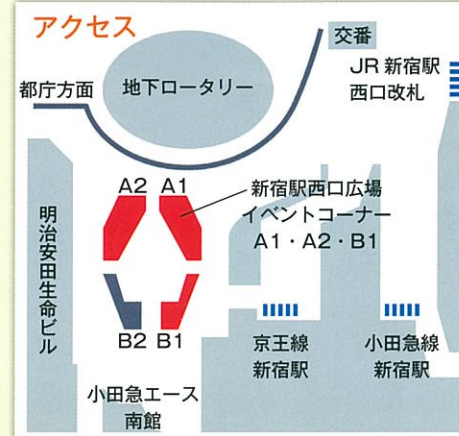 アクセス
交番
JR 新宿駅
西口改札
都庁方面
地下ロータリー
A2 A1
新宿駅西口広場
イベントコーナー
A1・A2・B1
明治安田生命ビル
B2 B1
京王線
新宿駅
小田急線
新宿駅
小田急エース
南館